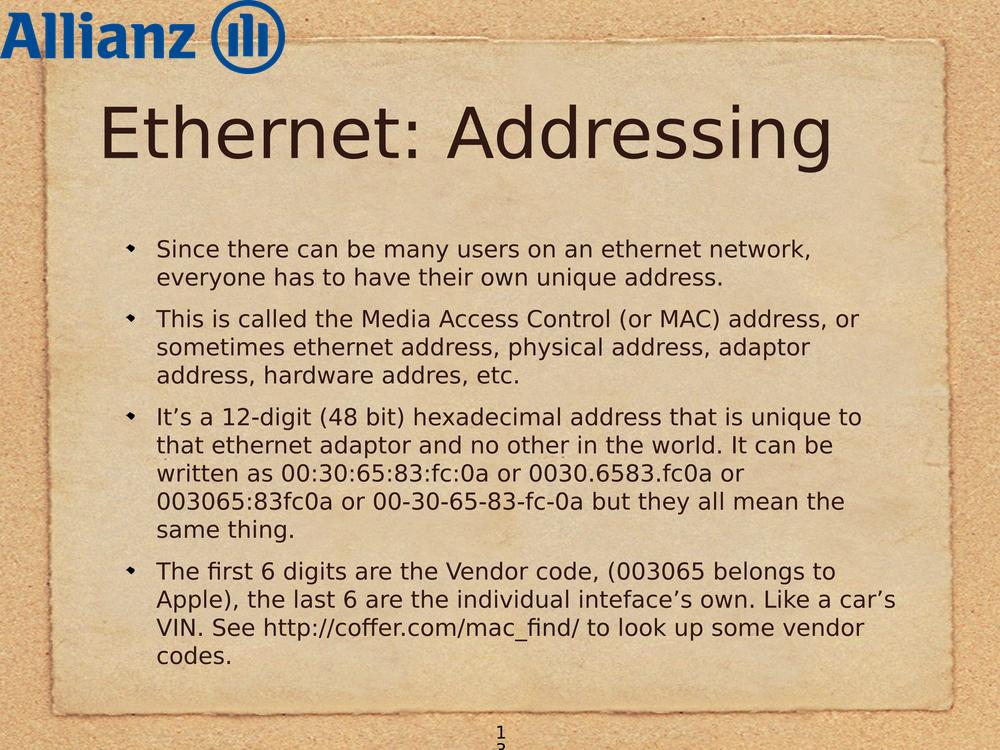 Allianz
Ethernet: Addressing
Since there can be many users on an ethernet network,
everyone has to have their own unique address.
This is called the Media Access Control (or MAC) address, or
sometimes ethernet address, physical address, adaptor
address, hardware addres, etc.
It’s a 12-digit (48 bit) hexadecimal address that is unique to
that ethernet adaptor and no other in the world. It can be
written as 00:30:65:83:fc:0a or 0030.6583.fc0a or
003065:83fc0a or 00-30-65-83-fc-0a but they all mean the
same thing.
The first 6 digits are the Vendor code, (003065 belongs to
Apple), the last 6 are the individual inteface’s own. Like a car’s
VIN. See http://coffer.com/mac_find/ to look up some vendor
codes.
1